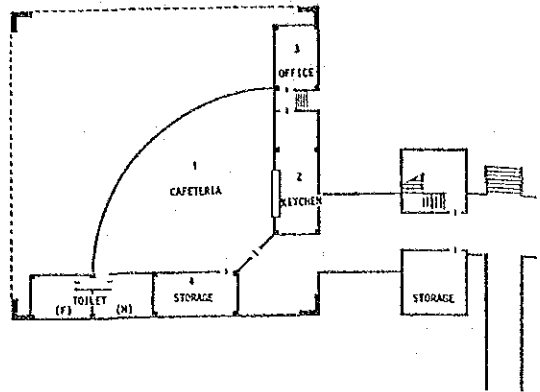 3
OFFICE
1
CAFETERIA
2
KITCHEN
4
STORAGE
TOILET
(F)
(M)
STORAGE